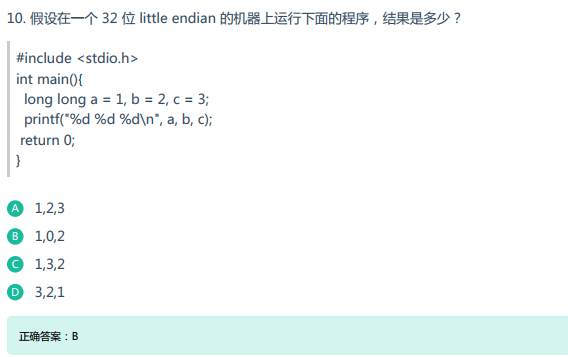 10. 假设在一个 32 位 little endian 的机器上运行下面的程序，结果是多少？
#include <stdio.h>
int main(){
long long a = 1, b = 2, c = 3;
printf("%d %d %d\n", a, b, c);
return 0;
}
A 1,2,3
B 1,0,2
C 1,3,2
D 3,2,1
正确答案：B